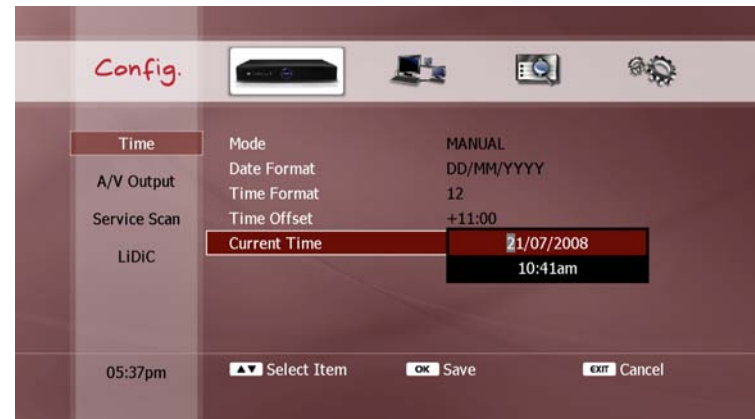 Config.
Time
A/V Output
Service Scan
LiDiC
Mode MANUAL
Date Format DD/MM/YYYY
Time Format 12
Time Offset +11:00
Current Time 21/07/2008
10:41am
05:37pm
▲▼ Select Item OK Save EXIT Cancel